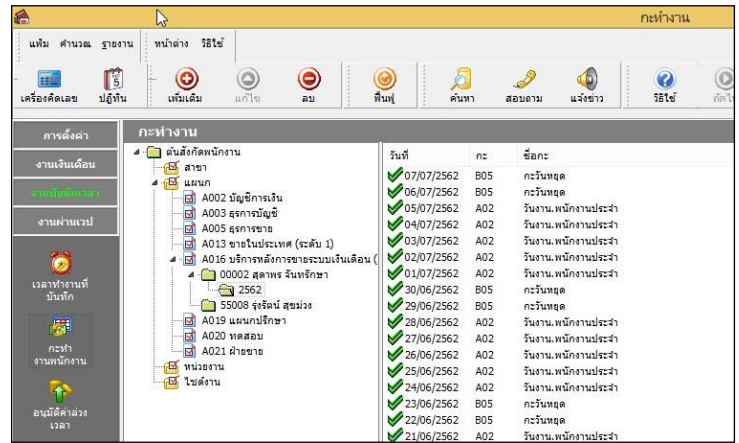 กะทำงาน
แฟ้ม คำนวณ ฐายงาน หน้าต่าง วิธีใช้
เครื่องคิดเลข ปฏิทิน เพิ่มเติม แก้ไข ลบ ฟื้นฟู ค้นหา สอบถาม แจ้งข่าว วิธีใช้
การตั้งค่า
งานเงินเดือน
งานบันทึกเวลา
งานผ่านเวป
เวลาทำงานที่
บันทึก
กะทำ
งานพนักงาน
อนุมัติค่าล่วง
เวลา
กะทำงาน
ต้นสังกัดพนักงาน
สาขา
แผนก
A002 บัญชีการเงิน
A003 ธุรการบัญชี
A005 ธุรการขาย
A013 ขายในประเทศ (ระดับ 1)
A016 บริการหลังการขายระบบเงินเดือน (
00002 สุดาพร จันทรักษา
2562
55008 รุ่งรัตน์ สุขม่วง
A019 แผนกปรึกษา
A020 ทดสอบ
A021 ฝ่ายขาย
หน่วยงาน
ไซต์งาน
วันที่ กะ ชื่อกะ
07/07/2562 B05 กะวันหยุด
06/07/2562 B05 กะวันหยุด
05/07/2562 A02 วันงาน.พนักงานประจำ
04/07/2562 A02 วันงาน.พนักงานประจำ
03/07/2562 A02 วันงาน.พนักงานประจำ
02/07/2562 A02 วันงาน.พนักงานประจำ
01/07/2562 A02 วันงาน.พนักงานประจำ
30/06/2562 B05 กะวันหยุด
29/06/2562 B05 กะวันหยุด
28/06/2562 A02 วันงาน.พนักงานประจำ
27/06/2562 A02 วันงาน.พนักงานประจำ
26/06/2562 A02 วันงาน.พนักงานประจำ
25/06/2562 A02 วันงาน.พนักงานประจำ
24/06/2562 A02 วันงาน.พนักงานประจำ
23/06/2562 B05 กะวันหยุด
22/06/2562 B05 กะวันหยุด
21/06/2562 A02 วันงาน.พนักงานประจำ